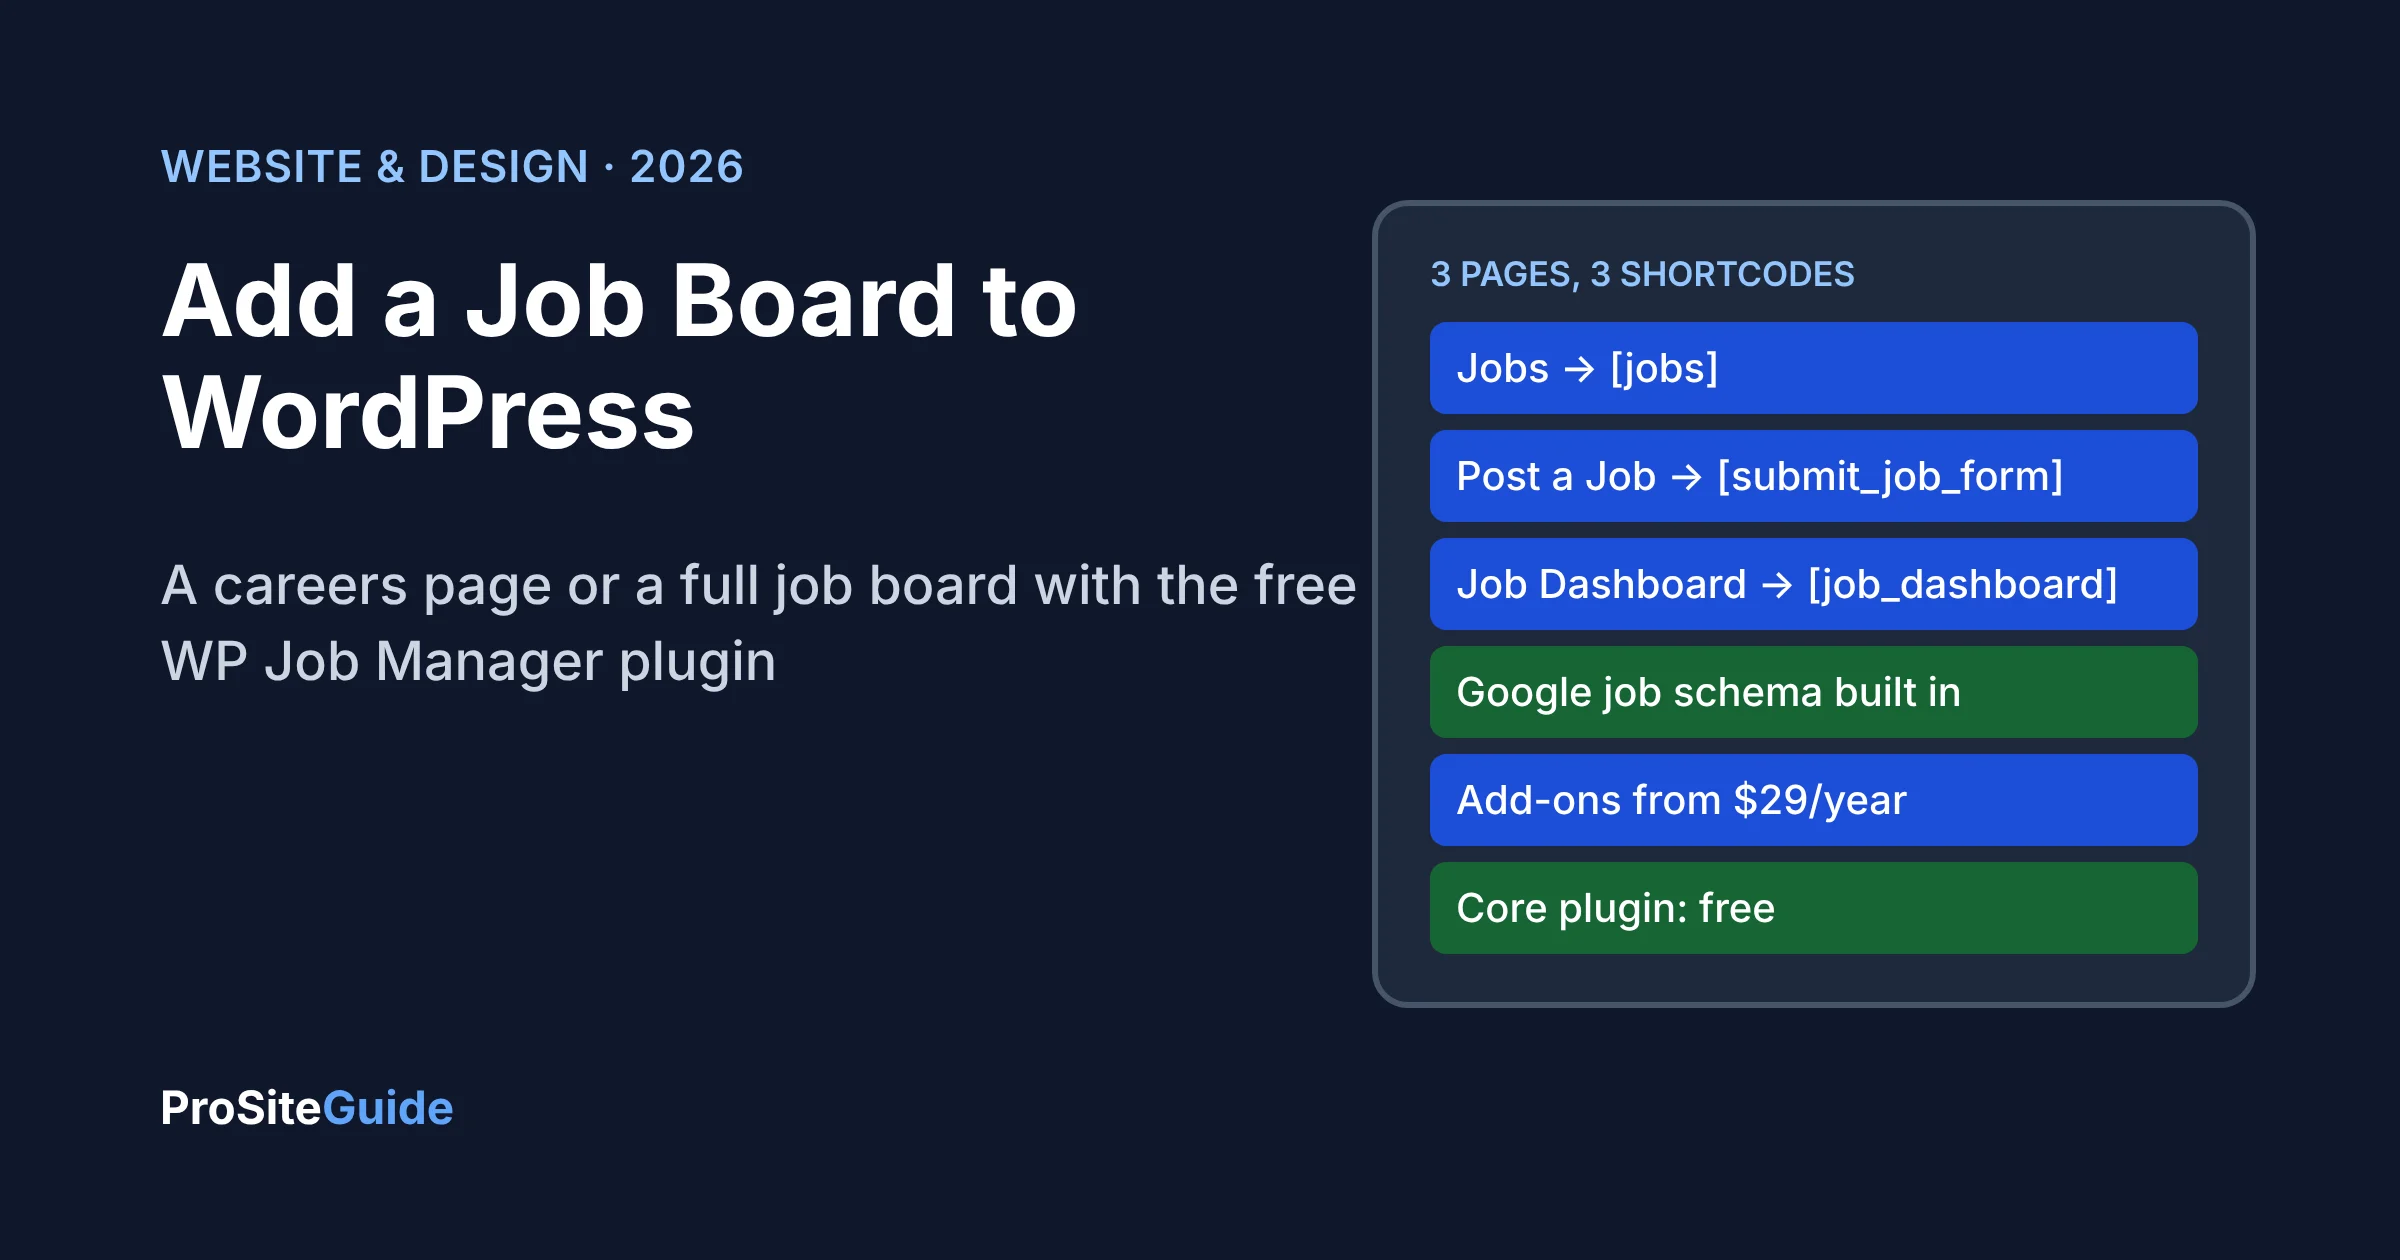 WEBSITE & DESIGN · 2026
Add a Job Board to
WordPress
A careers page or a full job board with the free
WP Job Manager plugin
3 PAGES, 3 SHORTCODES
Jobs → [jobs]
Post a Job → [submit_job_form]
Job Dashboard → [job_dashboard]
Google job schema built in
Add-ons from $29/year
Core plugin: free
ProSiteGuide